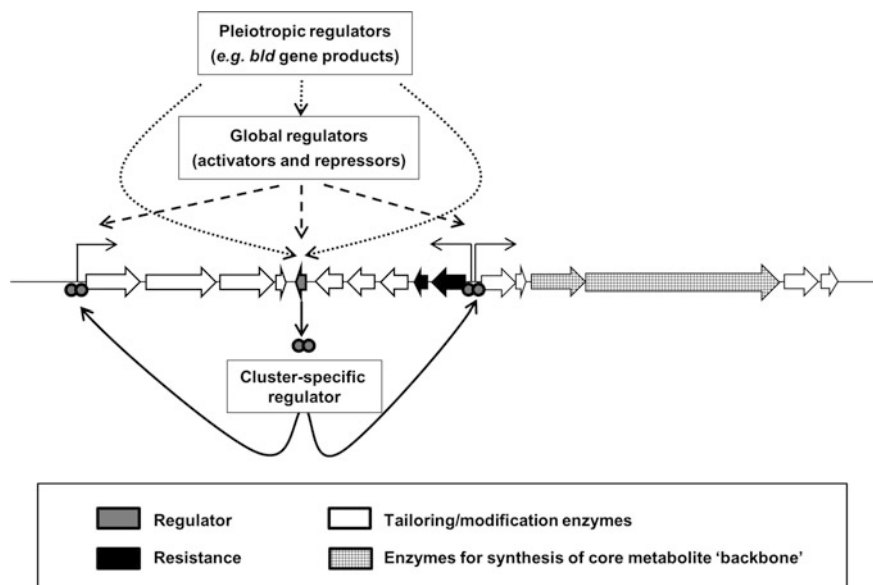 Pleiotropic regulators
(e.g. bld gene products)
Global regulators
(activators and repressors)
Cluster-specific
regulator
Regulator
Tailoring/modification enzymes
Resistance
Enzymes for synthesis of core metabolite ‘backbone’